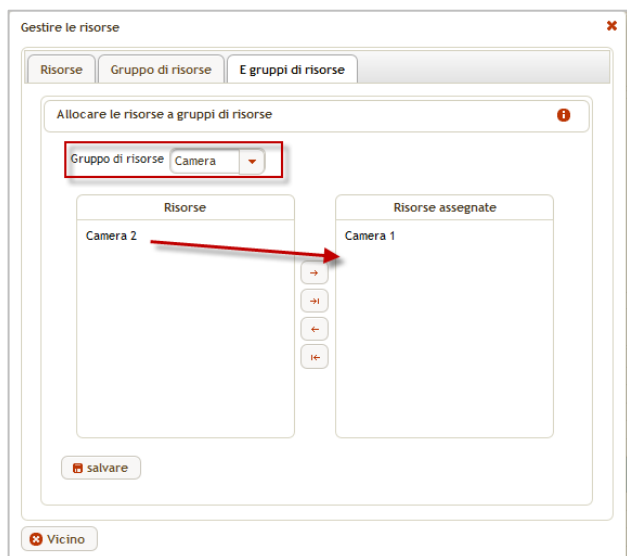 Gestire le risorse
Risorse Gruppo di risorse E gruppi di risorse
Allocare le risorse a gruppi di risorse
Gruppo di risorse Camera
Risorse Risorse assegnate
Camera 2 Camera 1
salvare
Vicino